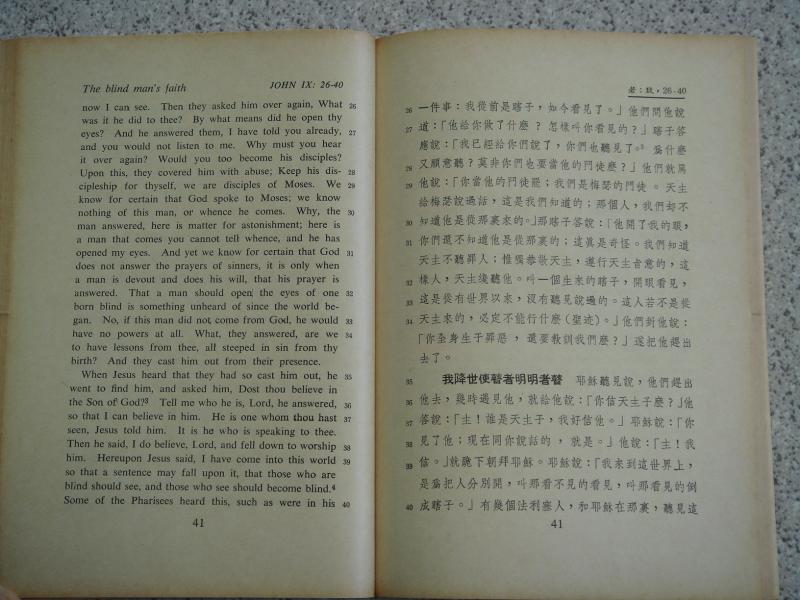 The blind man's faith JOHN IX: 26-40
now I can see. Then they asked him over again, What 26
was it he did to thee? By what means did he open thy
eyes? And he answered them, I have told you already, 27
and you would not listen to me. Why must you hear
it over again? Would you too become his disciples?
Upon this, they covered him with abuse; Keep his dis- 28
cipleship for thyself, we are disciples of Moses. We 29
know for certain that God spoke to Moses; we know
nothing of this man, or whence he comes. Why, the 30
man answered, here is matter for astonishment; here is
a man that comes you cannot tell whence, and he has
opened my eyes. And yet we know for certain that God 31
does not answer the prayers of sinners, it is only when
a man is devout and does his will, that his prayer is
answered. That a man should open the eyes of one 32
born blind is something unheard of since the world be-
gan. No, if this man did not come from God, he would 33
have no powers at all. What, they answered, are we 34
to have lessons from thee, all steeped in sin from thy
birth? And they cast him out from their presence.
When Jesus heard that they had so cast him out, he 35
went to find him, and asked him, Dost thou believe in
the Son of God?³ Tell me who he is, Lord, he answered, 36
so that I can believe in him. He is one whom thou hast 37
seen, Jesus told him. It is he who is speaking to thee.
Then he said, I do believe, Lord, and fell down to worship 38
him. Hereupon Jesus said, I have come into this world 39
so that a sentence may fall upon it, that those who are
blind should see, and those who see should become blind.⁴
Some of the Pharisees heard this, such as were in his 40
41
26-40
26 一件事：我從前是瞎子，如今看見了。」他們問他說
27 道：「他給你做了什麼？怎樣叫你看見的？」瞎子答
應說：「我已經給你們說了，你們也聽見了。³ 爲什麼
28 又願意聽？莫非你們也要當他的門徒麼？」他們就罵
29 他說：「你當他的門徒罷；我們是梅瑟的門徒。天主
給梅瑟說過話，這是我們知道的；那個人，我們却不
30 知道他是從那裏來的。」那瞎子答說：「他開了我的眼，
31 你們還不知道他是從那裏的；這眞是奇怪。我們知道
天主不聽罪人；惟獨恭敬天主，遵行天主旨意的，這
32 樣人，天主纔聽他。叫一個生來的瞎子，開眼看見，
33 這是從有世界以來，沒有聽見說過的。這人若不是從
34 天主來的，必定不能行什麼（聖迹）。」他們對他說：
「你全身生于罪惡，還要敎訓我們麼？」遂把他趕出
去了。
35 我降世使瞽者明明者瞽 耶穌聽見說，他們趕出
36 他去，幾時遇見他，就給他說：「你信天主子麼？」他
37 答說：「主！誰是天主子，我好信他。」耶穌說：「你
38 見了他；現在同你說話的，就是。」他說：「主！我
39 信。」就跪下朝拜耶穌。耶穌說：「我來到這世界上，
是爲把人分別開，叫那看不見的看見，叫那看見的倒
40 成瞎子。」有幾個法利塞人，和耶穌在那裏，聽見這
41